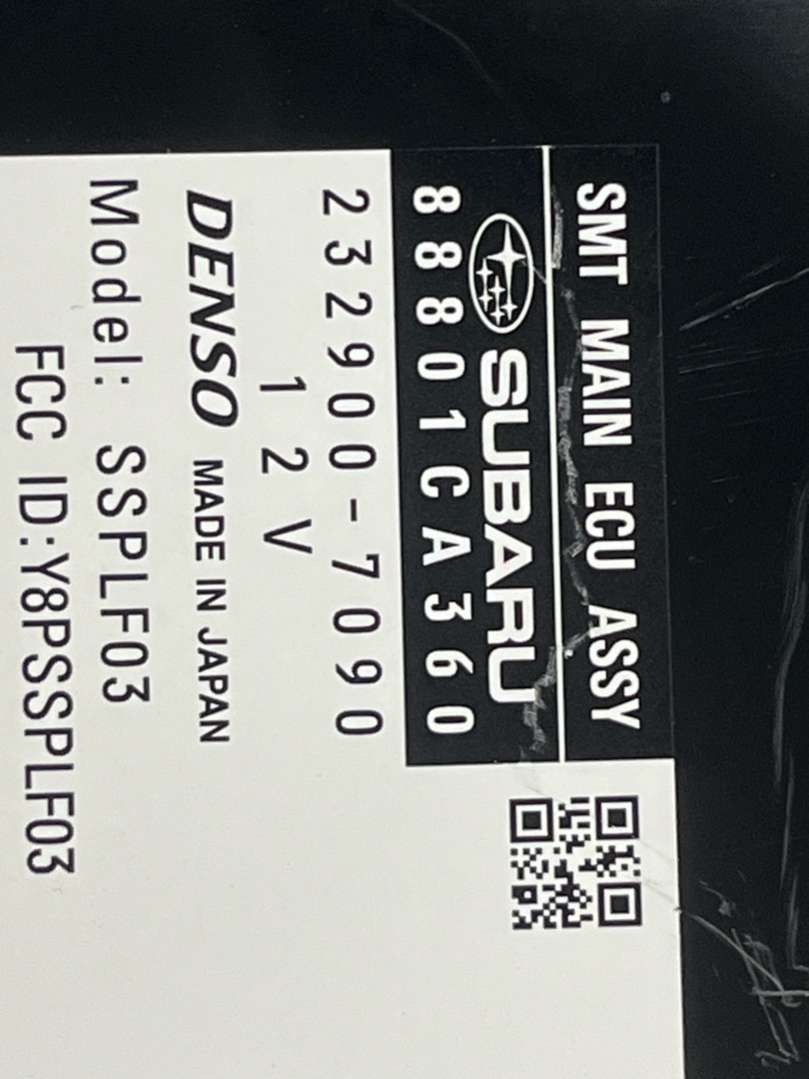 SMT MAIN ECU ASSY
SUBARU
88801CA360
232900-7090
12V
DENSO MADE IN JAPAN
Model: SSPLF03
FCC ID:Y8PSSPLF03